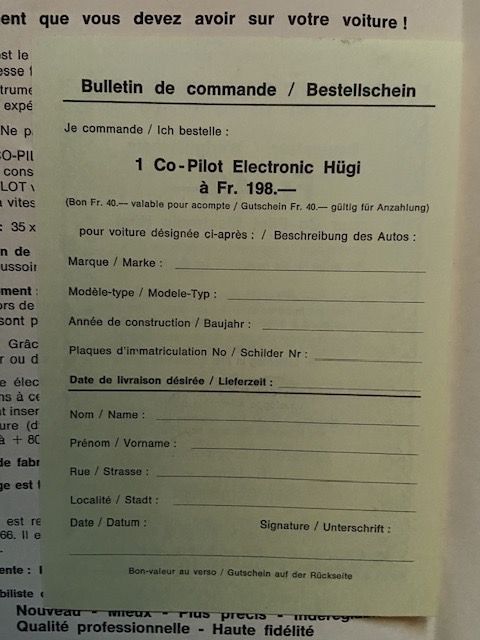 ent que vous devez avoir sur votre voiture !
Bulletin de commande / Bestellschein
Je commande / Ich bestelle :
1 Co-Pilot Electronic Hügi
à Fr. 198.—
(Bon Fr. 40.— valable pour acompte / Gutschein Fr. 40.— gültig für Anzahlung)
pour voiture désignée ci-après : / Beschreibung des Autos :
Marque / Marke :
Modèle-type / Modele-Typ :
Année de construction / Baujahr :
Plaques d'immatriculation No / Schilder Nr :
Date de livraison désirée / Lieferzeit :
Nom / Name :
Prénom / Vorname :
Rue / Strasse :
Localité / Stadt :
Date / Datum :
Signature / Unterschrift :
Bon-valeur au verso / Gutschein auf der Rückseite
Nouveau - Mieux - Plus précis -
Qualité professionnelle - Haute fidélité